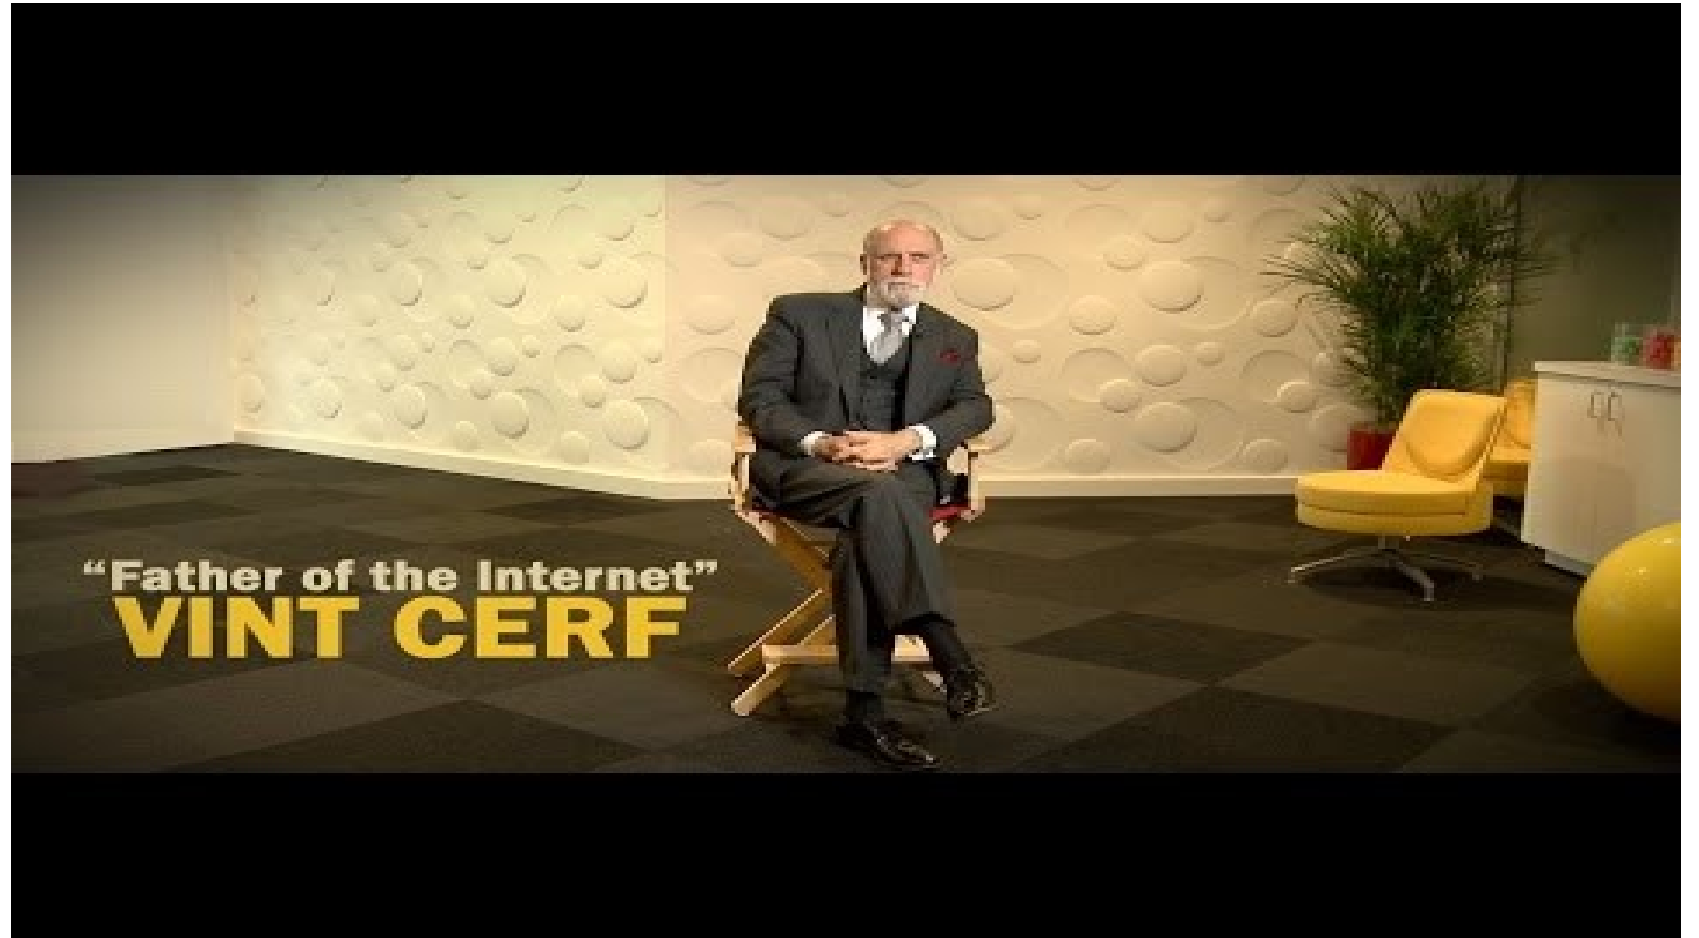 “Father of the Internet”
VINT CERF